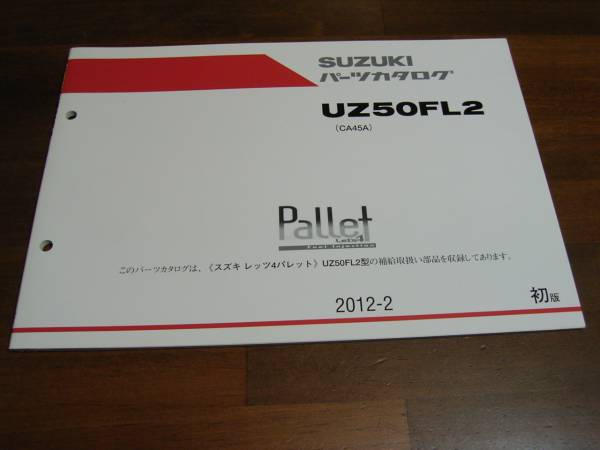 SUZUKI
パーツカタログ
UZ50FL2
(CA45A)
Pallet
Let's4
Fuel Injection
このパーツカタログは、《スズキ レッツ4パレット》UZ50FL2型の補給取扱い部品を収録してあります。
2012-2
初版